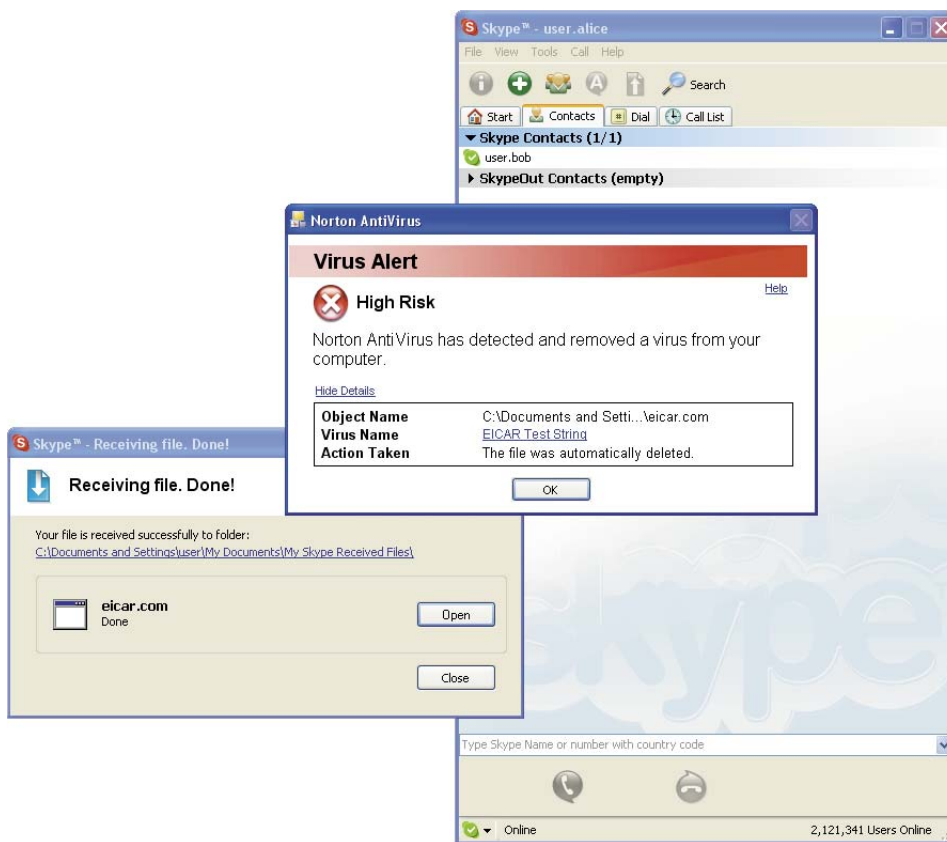 Skype™ - user.alice
File View Tools Call Help
Search
Start Contacts Dial Call List
Skype Contacts (1/1)
user.bob
SkypeOut Contacts (empty)
Norton AntiVirus
Virus Alert
Help
High Risk
Norton AntiVirus has detected and removed a virus from your
computer.
Hide Details
Object Name C:\Documents and Setti...\eicar.com
Virus Name EICAR Test String
Action Taken The file was automatically deleted.
OK
Skype™ - Receiving file. Done!
Receiving file. Done!
Your file is received successfully to folder:
C:\Documents and Settings\user\My Documents\My Skype Received Files\
eicar.com
Done
Open
Close
skype
Type Skype Name or number with country code
Online 2,121,341 Users Online